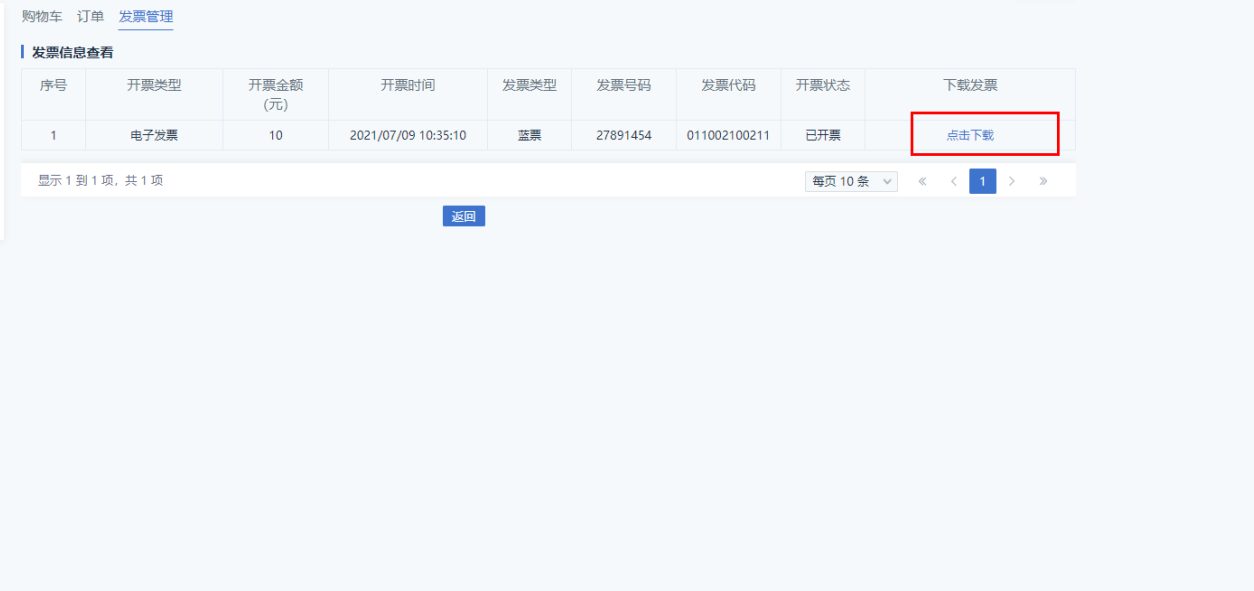 购物车 订单 发票管理
发票信息查看
序号 开票类型 开票金额 开票时间 发票类型 发票号码 发票代码 开票状态 下载发票
(元)
1 电子发票 10 2021/07/09 10:35:10 蓝票 27891454 011002100211 已开票 点击下载
显示 1 到 1 项，共 1 项 每页 10 条 « < 1 > »
返回